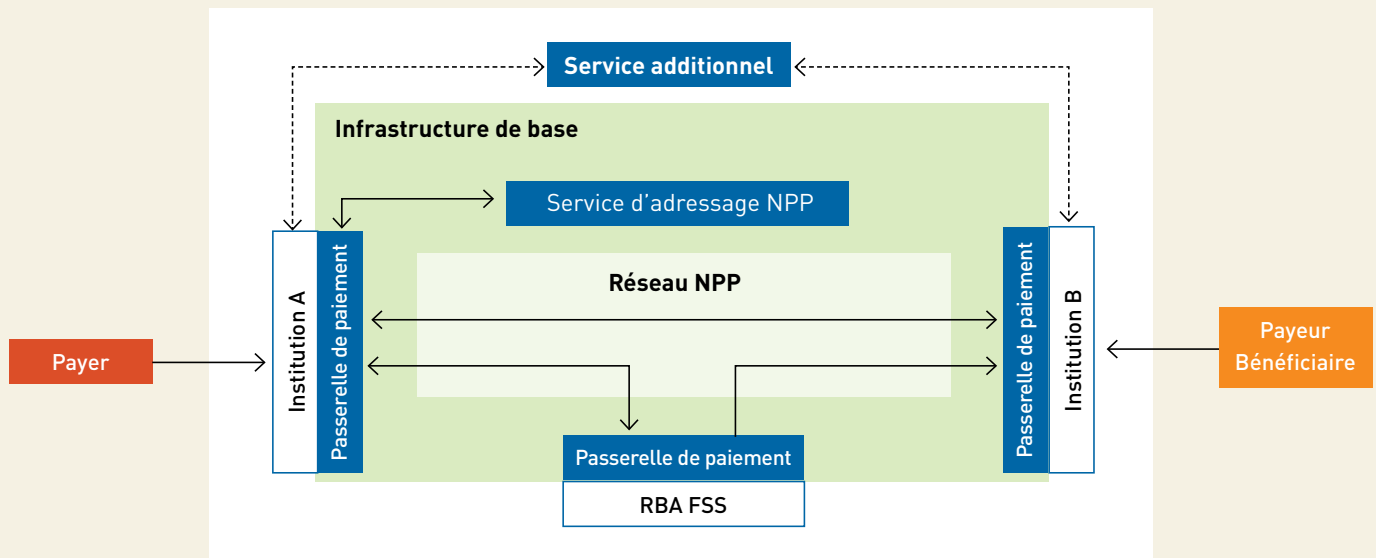 Service additionnel
Infrastructure de base
Service d'adressage NPP
Réseau NPP
Institution A
Passerelle de paiement
Passerelle de paiement
Institution B
Payer
Payeur
Bénéficiaire
Passerelle de paiement
RBA FSS